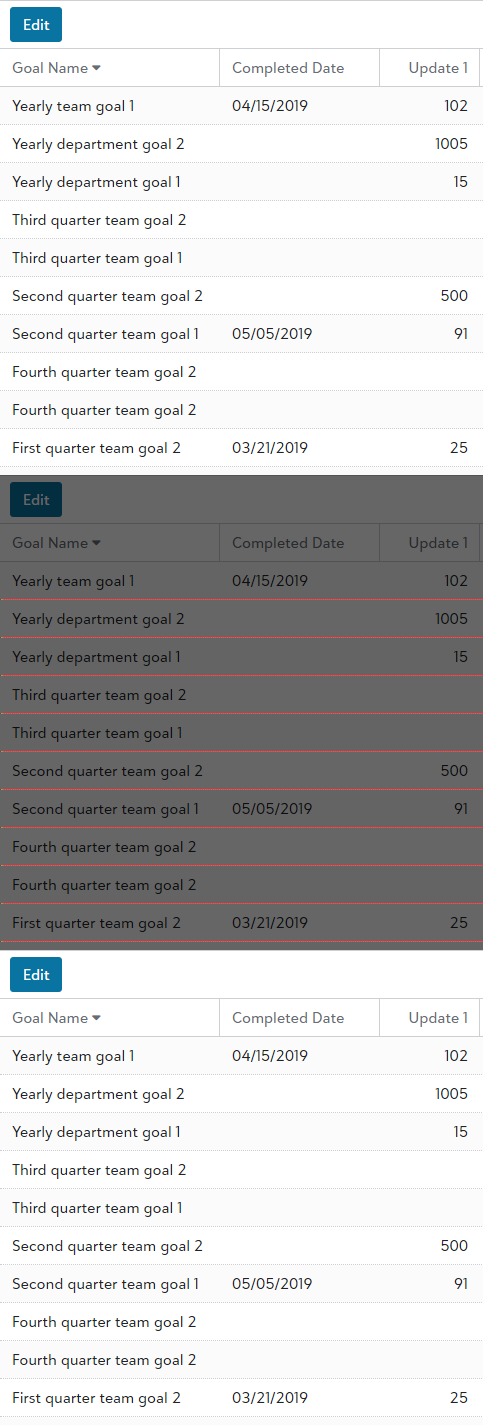 Edit
Goal Name Completed Date Update 1
Yearly team goal 1 04/15/2019 102
Yearly department goal 2 1005
Yearly department goal 1 15
Third quarter team goal 2
Third quarter team goal 1
Second quarter team goal 2 500
Second quarter team goal 1 05/05/2019 91
Fourth quarter team goal 2
Fourth quarter team goal 2
First quarter team goal 2 03/21/2019 25
Edit
Goal Name Completed Date Update 1
Yearly team goal 1 04/15/2019 102
Yearly department goal 2 1005
Yearly department goal 1 15
Third quarter team goal 2
Third quarter team goal 1
Second quarter team goal 2 500
Second quarter team goal 1 05/05/2019 91
Fourth quarter team goal 2
Fourth quarter team goal 2
First quarter team goal 2 03/21/2019 25
Edit
Goal Name Completed Date Update 1
Yearly team goal 1 04/15/2019 102
Yearly department goal 2 1005
Yearly department goal 1 15
Third quarter team goal 2
Third quarter team goal 1
Second quarter team goal 2 500
Second quarter team goal 1 05/05/2019 91
Fourth quarter team goal 2
Fourth quarter team goal 2
First quarter team goal 2 03/21/2019 25